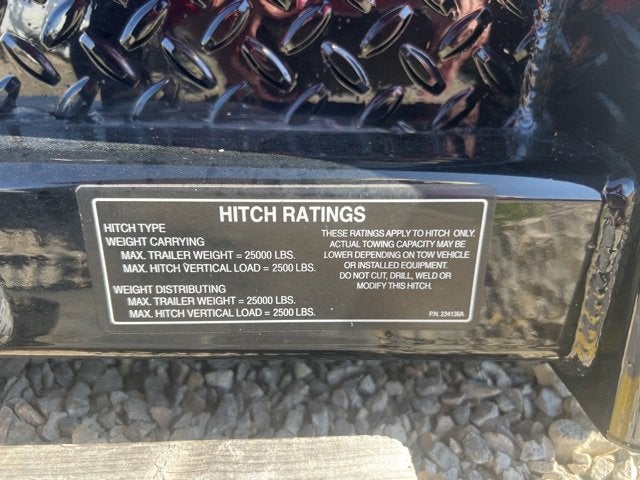 HITCH RATINGS
HITCH TYPE
WEIGHT CARRYING
MAX. TRAILER WEIGHT = 25000 LBS.
MAX. HITCH VERTICAL LOAD = 2500 LBS.
WEIGHT DISTRIBUTING
MAX. TRAILER WEIGHT = 25000 LBS.
MAX. HITCH VERTICAL LOAD = 2500 LBS.
THESE RATINGS APPLY TO HITCH ONLY.
ACTUAL TOWING CAPACITY MAY BE
LOWER DEPENDING ON TOW VEHICLE
OR INSTALLED EQUIPMENT.
DO NOT CUT, DRILL, WELD OR
MODIFY THIS HITCH.
P.N. 234136A